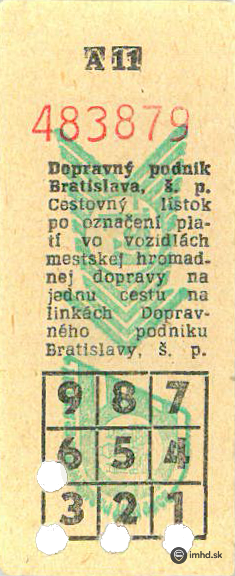 A 11
483879
Dopravný podnik
Bratislava, š. p.
Cestovný lístok
po označení pla-
tí vo vozidlách
mestskej hromad-
nej dopravy na
jednu cestu na
linkách Doprav-
ného podniku
Bratislavy, š. p.
9 8 7
6 5 4
3 2 1
imhd.sk